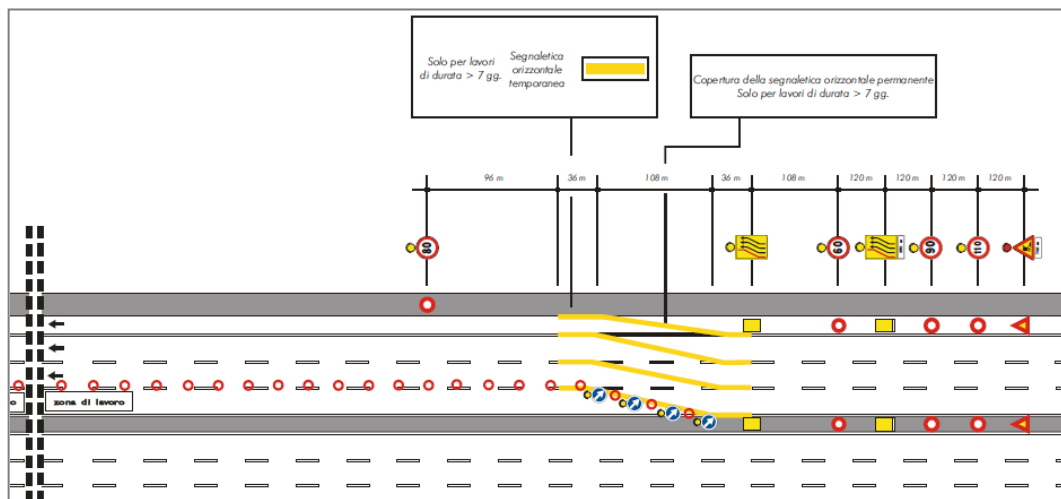 Solo per lavori
di durata > 7 gg.
Segnaletica
orizzontale
temporanea
Copertura della segnaletica orizzontale permanente
Solo per lavori di durata > 7 gg.
96 m
36 m
108 m
36 m
108 m
120 m
120 m
120 m
120 m
80
60
90
110
o
zona di lavoro